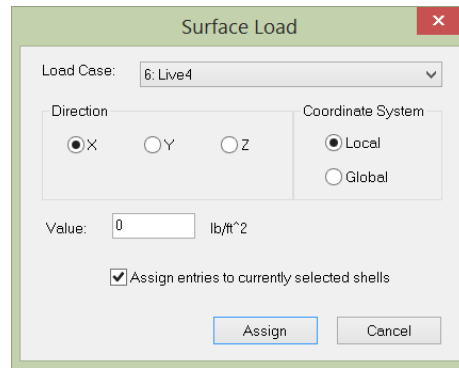 Surface Load
Load Case: 6: Live4
Direction
Coordinate System
X Y Z
Local
Global
Value: 0 lb/ft^2
Assign entries to currently selected shells
Assign Cancel